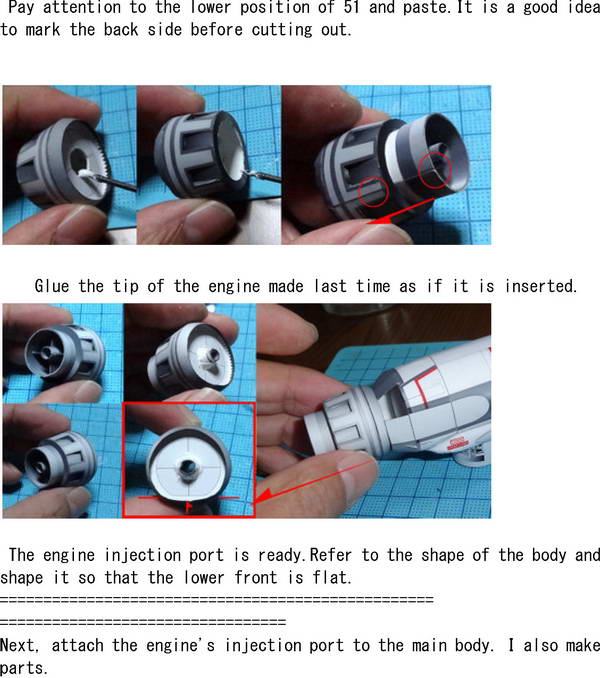 Pay attention to the lower position of 51 and paste.It is a good idea
to mark the back side before cutting out.
Glue the tip of the engine made last time as if it is inserted.
The engine injection port is ready.Refer to the shape of the body and
shape it so that the lower front is flat.
==================================================
=================================
Next, attach the engine's injection port to the main body. I also make
parts.